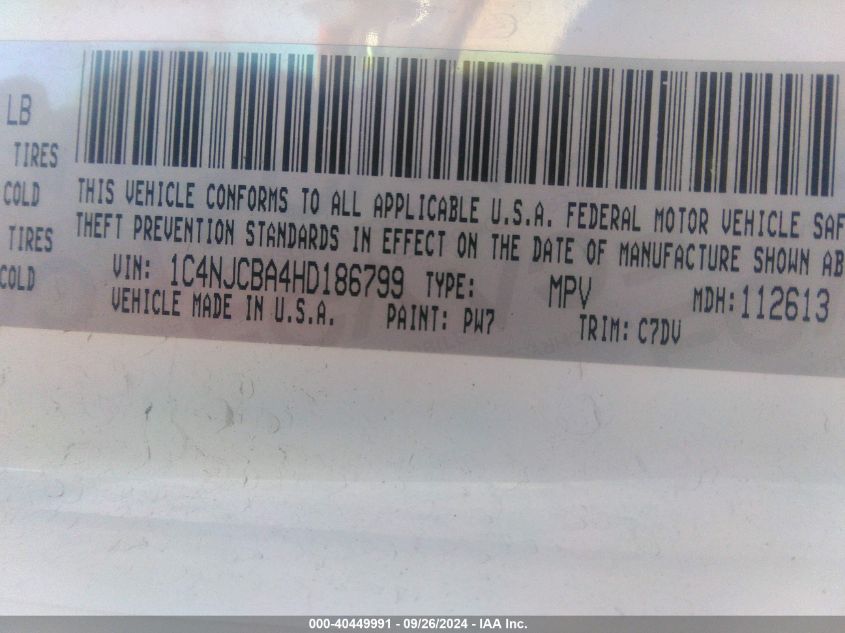 LB
TIRES
COLD
TIRES
COLD
THIS VEHICLE CONFORMS TO ALL APPLICABLE U.S.A. FEDERAL MOTOR VEHICLE SAF
THEFT PREVENTION STANDARDS IN EFFECT ON THE DATE OF MANUFACTURE SHOWN AB
VIN: 1C4NJCBA4HD186799 TYPE: MPV MDH:112613
VEHICLE MADE IN U.S.A. PAINT: PW7 TRIM: C7DV
000-40449991 - 09/26/2024 - IAA Inc.